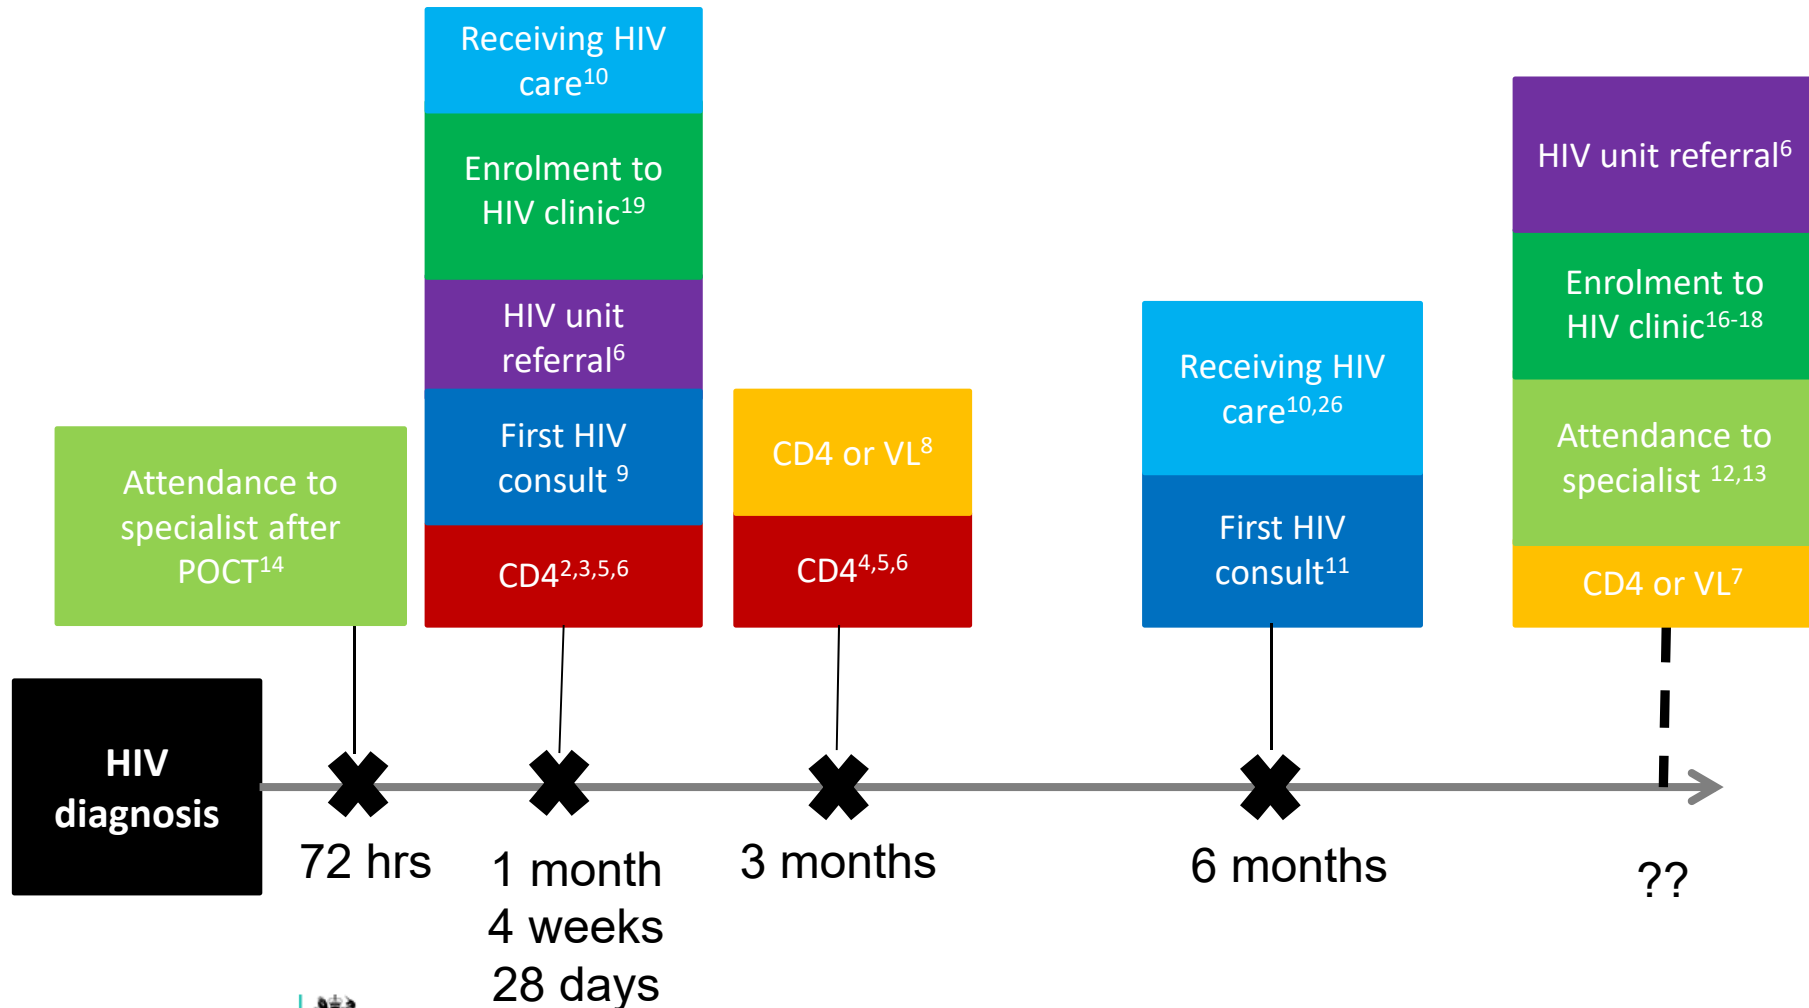 Receiving HIV
care¹⁰
Enrolment to
HIV clinic¹⁹
HIV unit
referral⁶
First HIV
consult ⁹
CD4²,³,⁵,⁶
Attendance to
specialist after
POCT¹⁴
CD4 or VL⁸
CD4⁴,⁵,⁶
Receiving HIV
care¹⁰,²⁶
First HIV
consult¹¹
HIV unit referral⁶
Enrolment to
HIV clinic¹⁶⁻¹⁸
Attendance to
specialist ¹²,¹³
CD4 or VL⁷
HIV
diagnosis
72 hrs
1 month
4 weeks
28 days
3 months
6 months
??